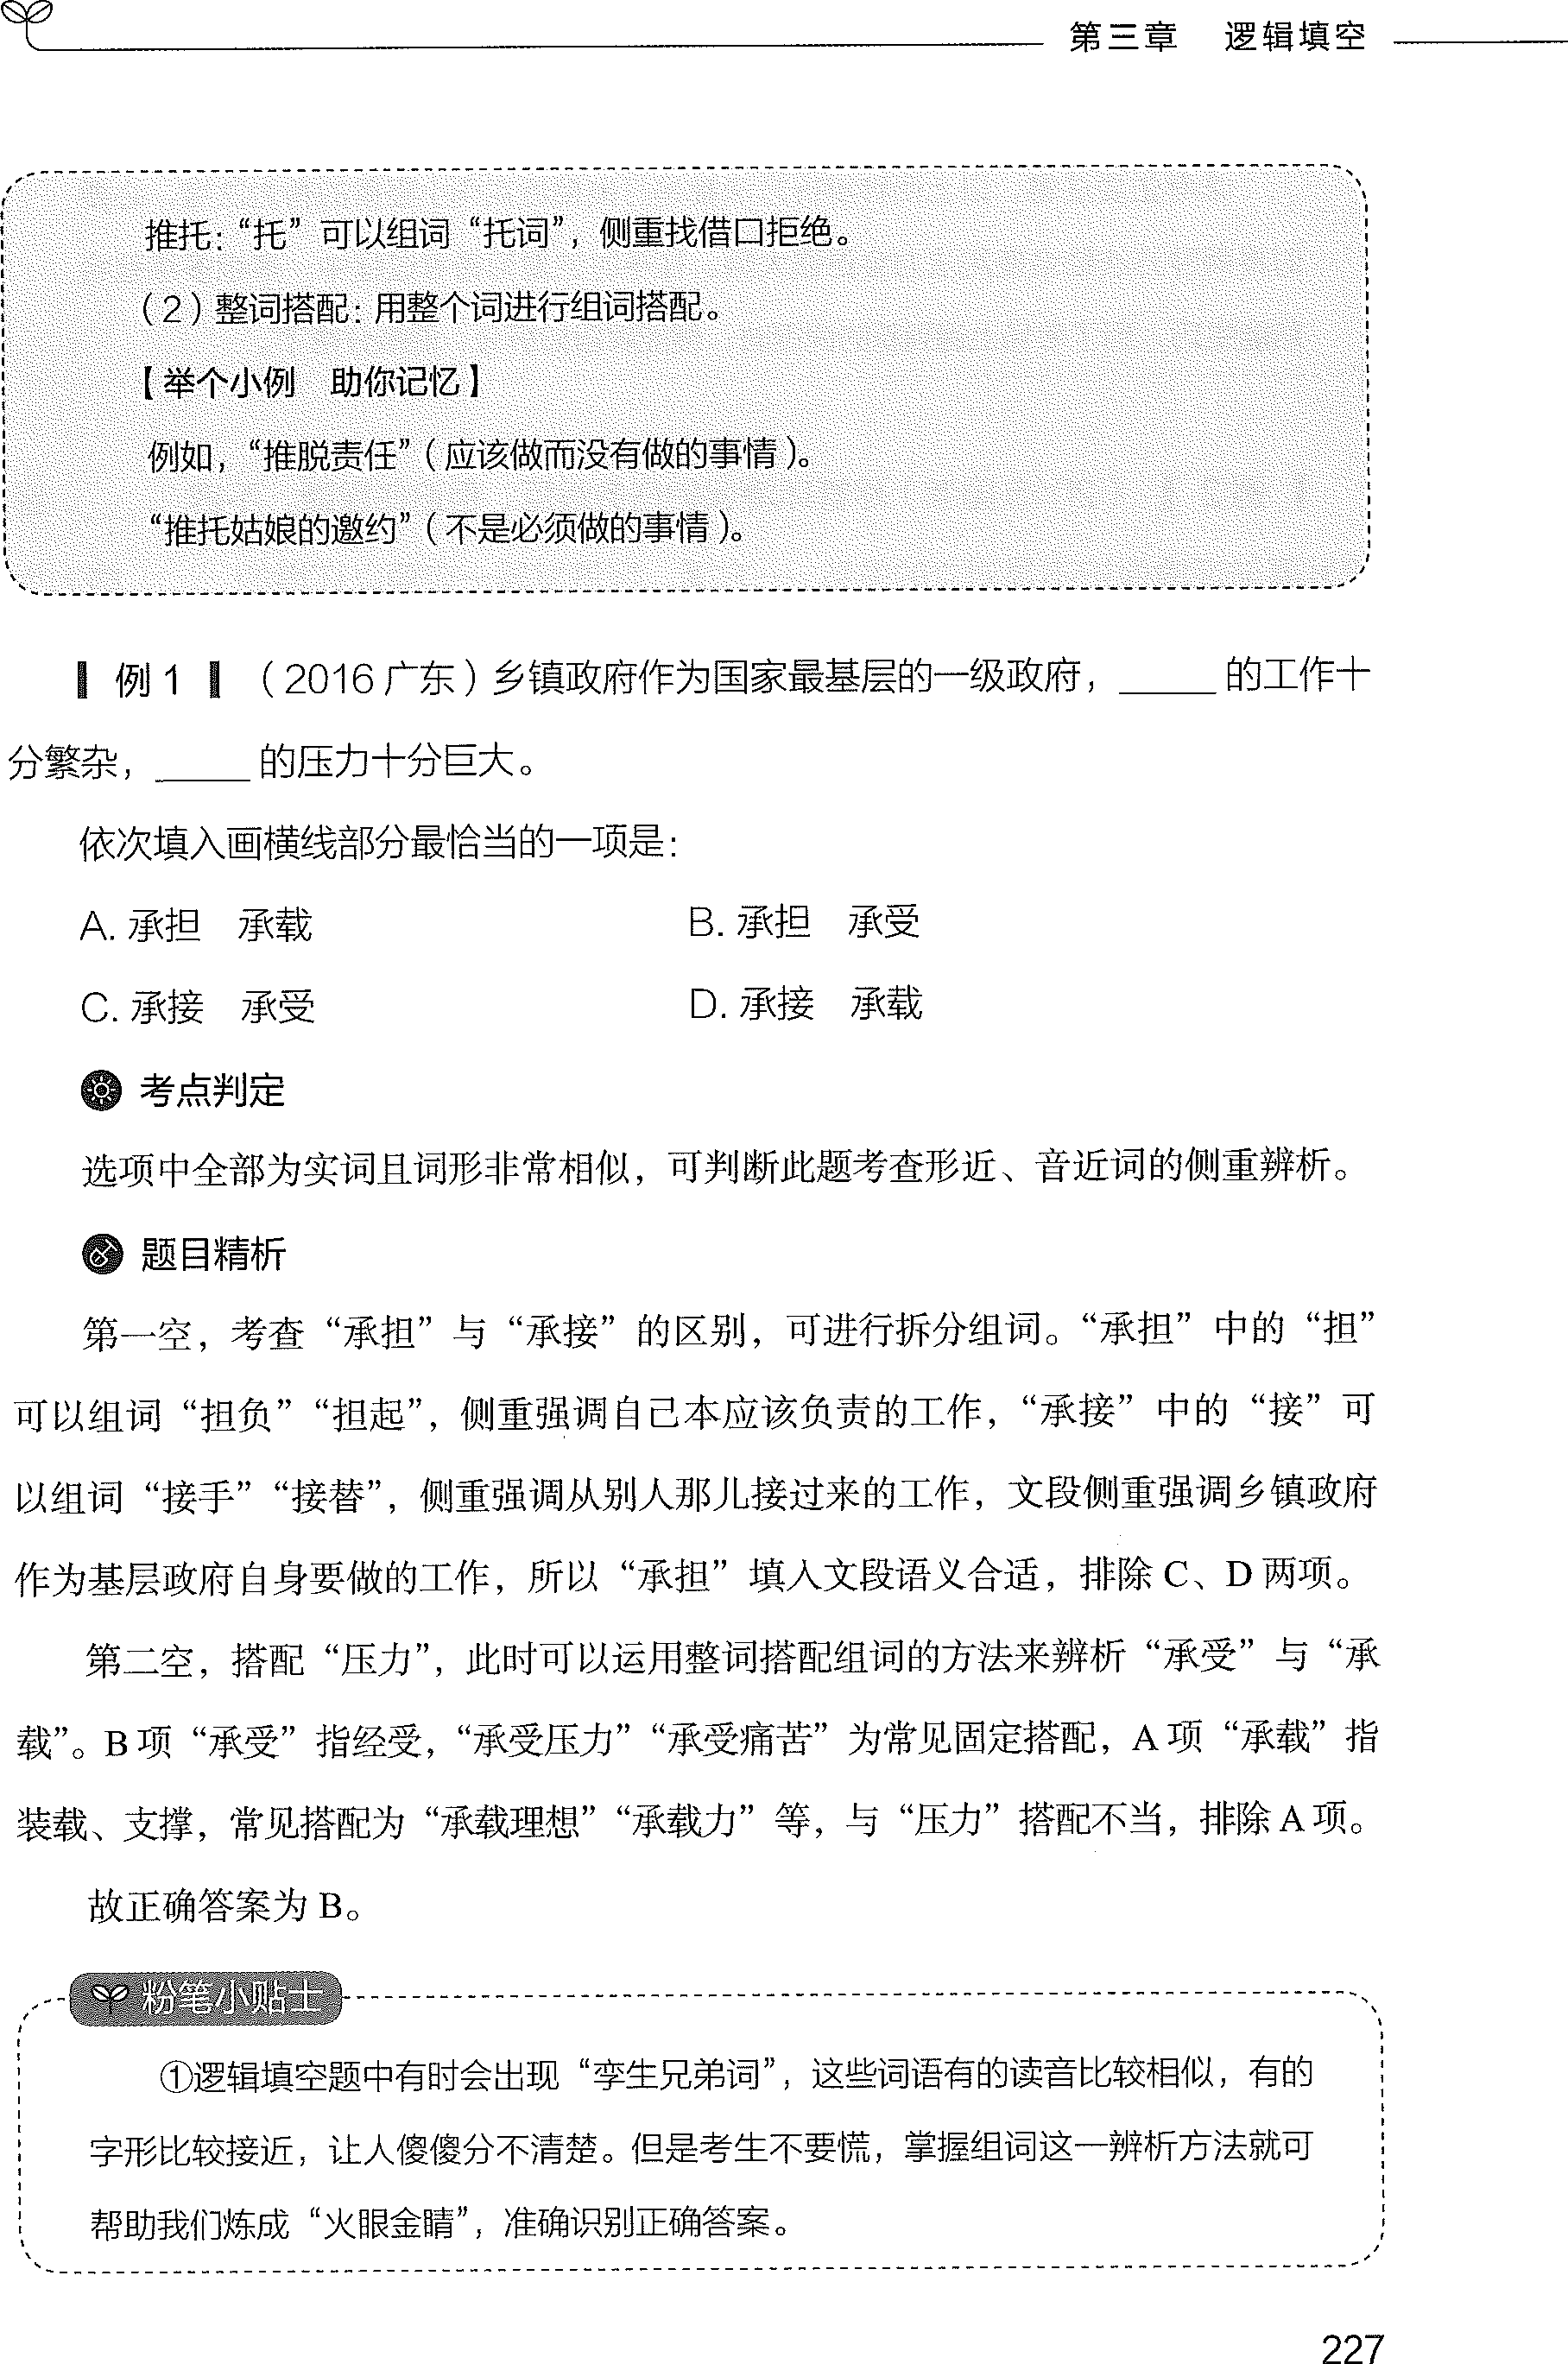 第三章 逻辑填空
推托：“托”可以组词“托词”，侧重找借口拒绝。
（2）整词搭配：用整个词进行组词搭配。
【举个小例 助你记忆】
例如，“推脱责任”（应该做而没有做的事情）。
“推托姑娘的邀约”（不是必须做的事情）。
例1 （2016广东）乡镇政府作为国家最基层的一级政府，_____的工作十
分繁杂，_____的压力十分巨大。
依次填入画横线部分最恰当的一项是：
A. 承担 承载 B. 承担 承受
C. 承接 承受 D. 承接 承载
考点判定
选项中全部为实词且词形非常相似，可判断此题考查形近、音近词的侧重辨析。
题目精析
第一空，考查“承担”与“承接”的区别，可进行拆分组词。“承担”中的“担”
可以组词“担负”“担起”，侧重强调自己本应该负责的工作，“承接”中的“接”可
以组词“接手”“接替”，侧重强调从别人那儿接过来的工作，文段侧重强调乡镇政府
作为基层政府自身要做的工作，所以“承担”填入文段语义合适，排除 C、D 两项。
第二空，搭配“压力”，此时可以运用整词搭配组词的方法来辨析“承受”与“承
载”。B 项“承受”指经受，“承受压力”“承受痛苦”为常见固定搭配，A 项“承载”指
装载、支撑，常见搭配为“承载理想”“承载力”等，与“压力”搭配不当，排除 A 项。
故正确答案为 B。
粉笔小贴士
①逻辑填空题中有时会出现“孪生兄弟词”，这些词语有的读音比较相似，有的
字形比较接近，让人傻傻分不清楚。但是考生不要慌，掌握组词这一辨析方法就可
帮助我们炼成“火眼金睛”，准确识别正确答案。
227